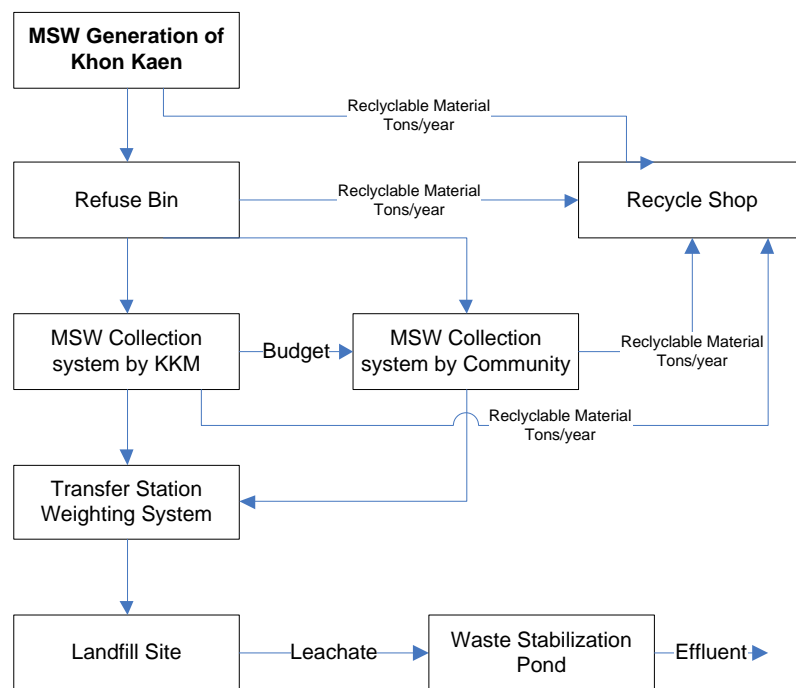 MSW Generation of
Khon Kaen
Reclyclable Material
Tons/year
Refuse Bin
Reclyclable Material
Tons/year
Recycle Shop
MSW Collection
system by KKM
Budget
MSW Collection
system by Community
Reclyclable Material
Tons/year
Reclyclable Material
Tons/year
Transfer Station
Weighting System
Landfill Site
Leachate
Waste Stabilization
Pond
Effluent